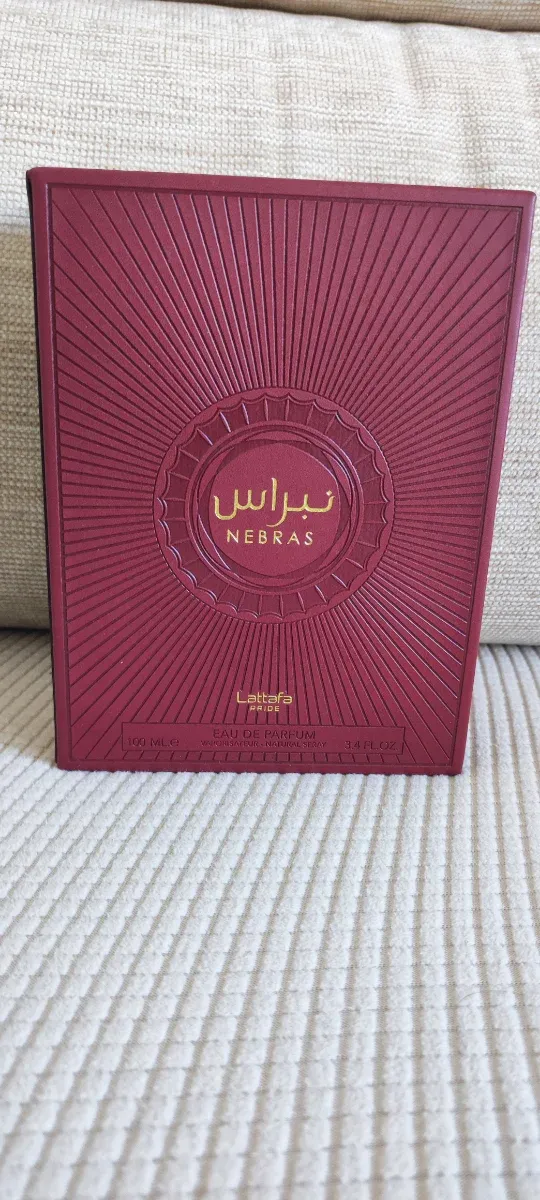 نبراس
NEBRAS
Lattafa
PRIDE
EAU DE PARFUM
100 ML.℮ VAPORISATEUR - NATURAL SPRAY 3.4 FL.OZ